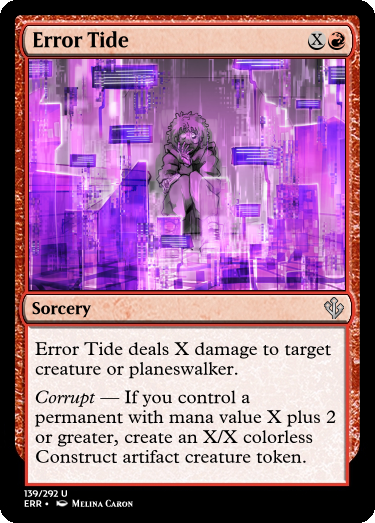 Error Tide
X
Sorcery
Error Tide deals X damage to target
creature or planeswalker.
Corrupt — If you control a
permanent with mana value X plus 2
or greater, create an X/X colorless
Construct artifact creature token.
139/292 U
ERR • Melina Caron